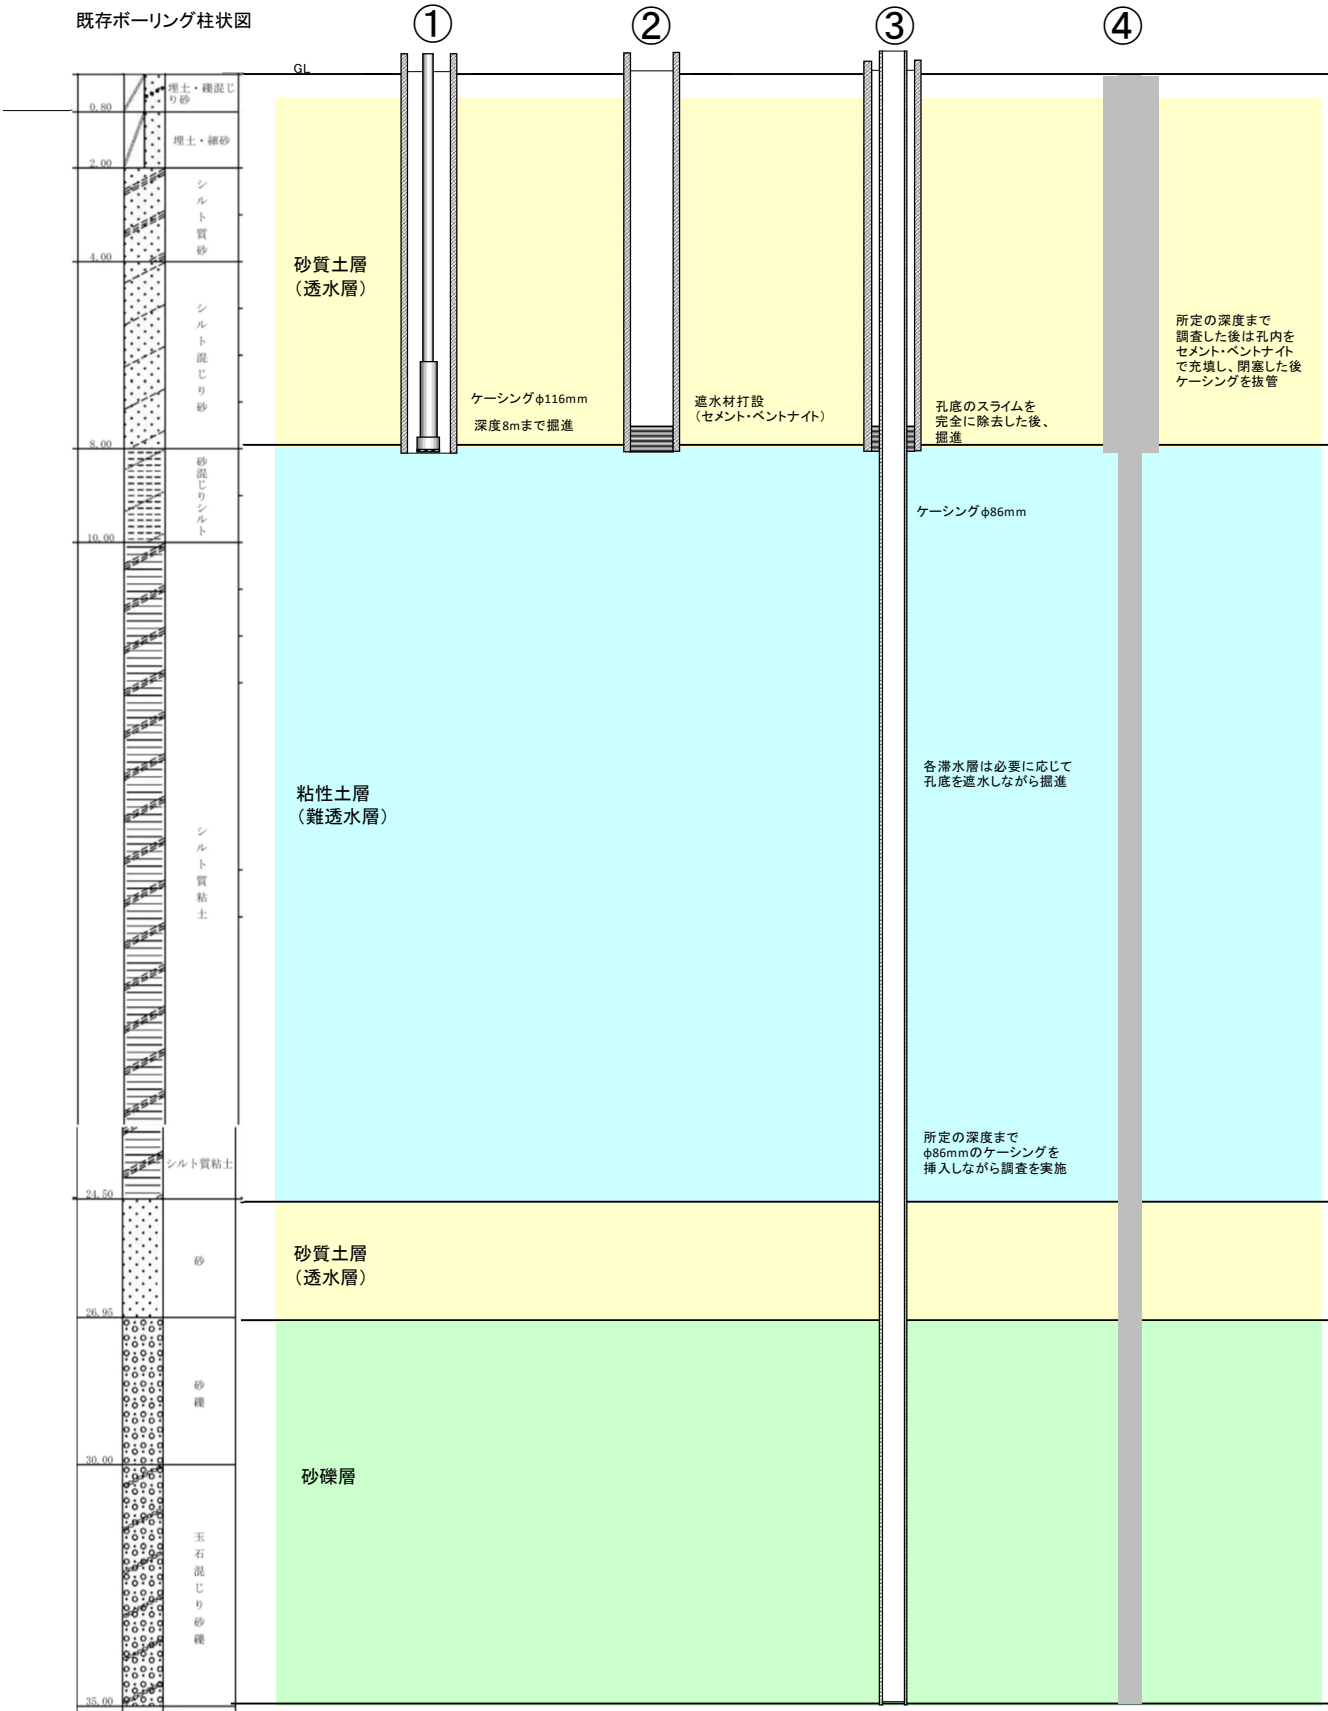 既存ボーリング柱状図
①
②
③
④
GL
埋土・礫混じ
り砂
0.80
埋土・細砂
2.00
シルト質砂
4.00
シルト混じり砂
8.00
砂混じりシルト
10.00
シルト質粘土
シルト質粘土
24.50
砂
26.95
砂礫
30.00
玉石混じり砂礫
35.00
砂質土層
（透水層）
粘性土層
（難透水層）
砂質土層
（透水層）
砂礫層
ケーシングφ116mm
深度8mまで掘進
遮水材打設
（セメント・ベントナイト）
孔底のスライムを
完全に除去した後、
掘進
ケーシングφ86mm
各滞水層は必要に応じて
孔底を遮水しながら掘進
所定の深度まで
φ86mmのケーシングを
挿入しながら調査を実施
所定の深度まで
調査した後は孔内を
セメント・ベントナイト
で充填し、閉塞した後
ケーシングを抜管